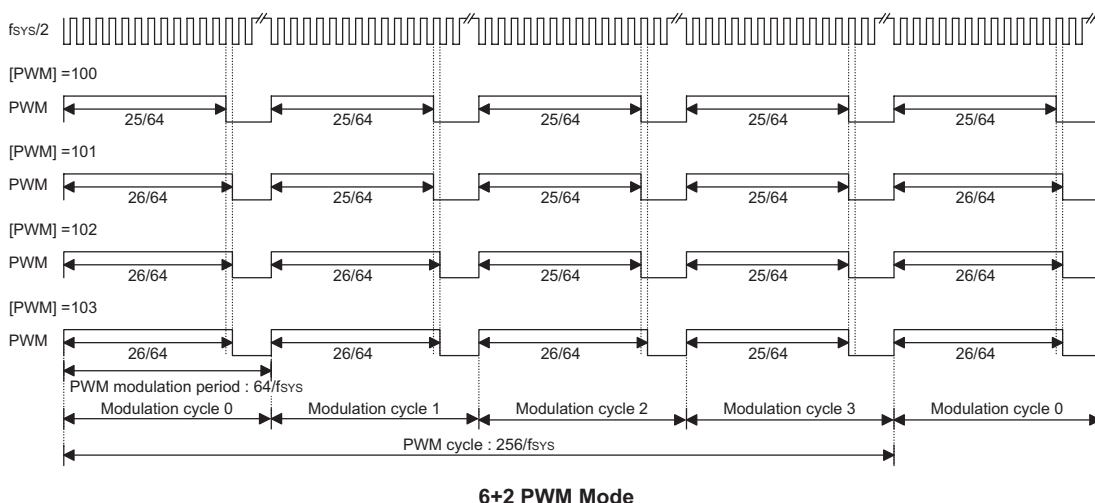 fSYS/2
[PWM] =100
PWM
25/64 25/64 25/64 25/64 25/64
[PWM] =101
PWM
26/64 25/64 25/64 25/64 26/64
[PWM] =102
PWM
26/64 26/64 25/64 25/64 26/64
[PWM] =103
PWM
26/64 26/64 26/64 25/64 26/64
PWM modulation period : 64/fSYS
Modulation cycle 0 Modulation cycle 1 Modulation cycle 2 Modulation cycle 3 Modulation cycle 0
PWM cycle : 256/fSYS
6+2 PWM Mode